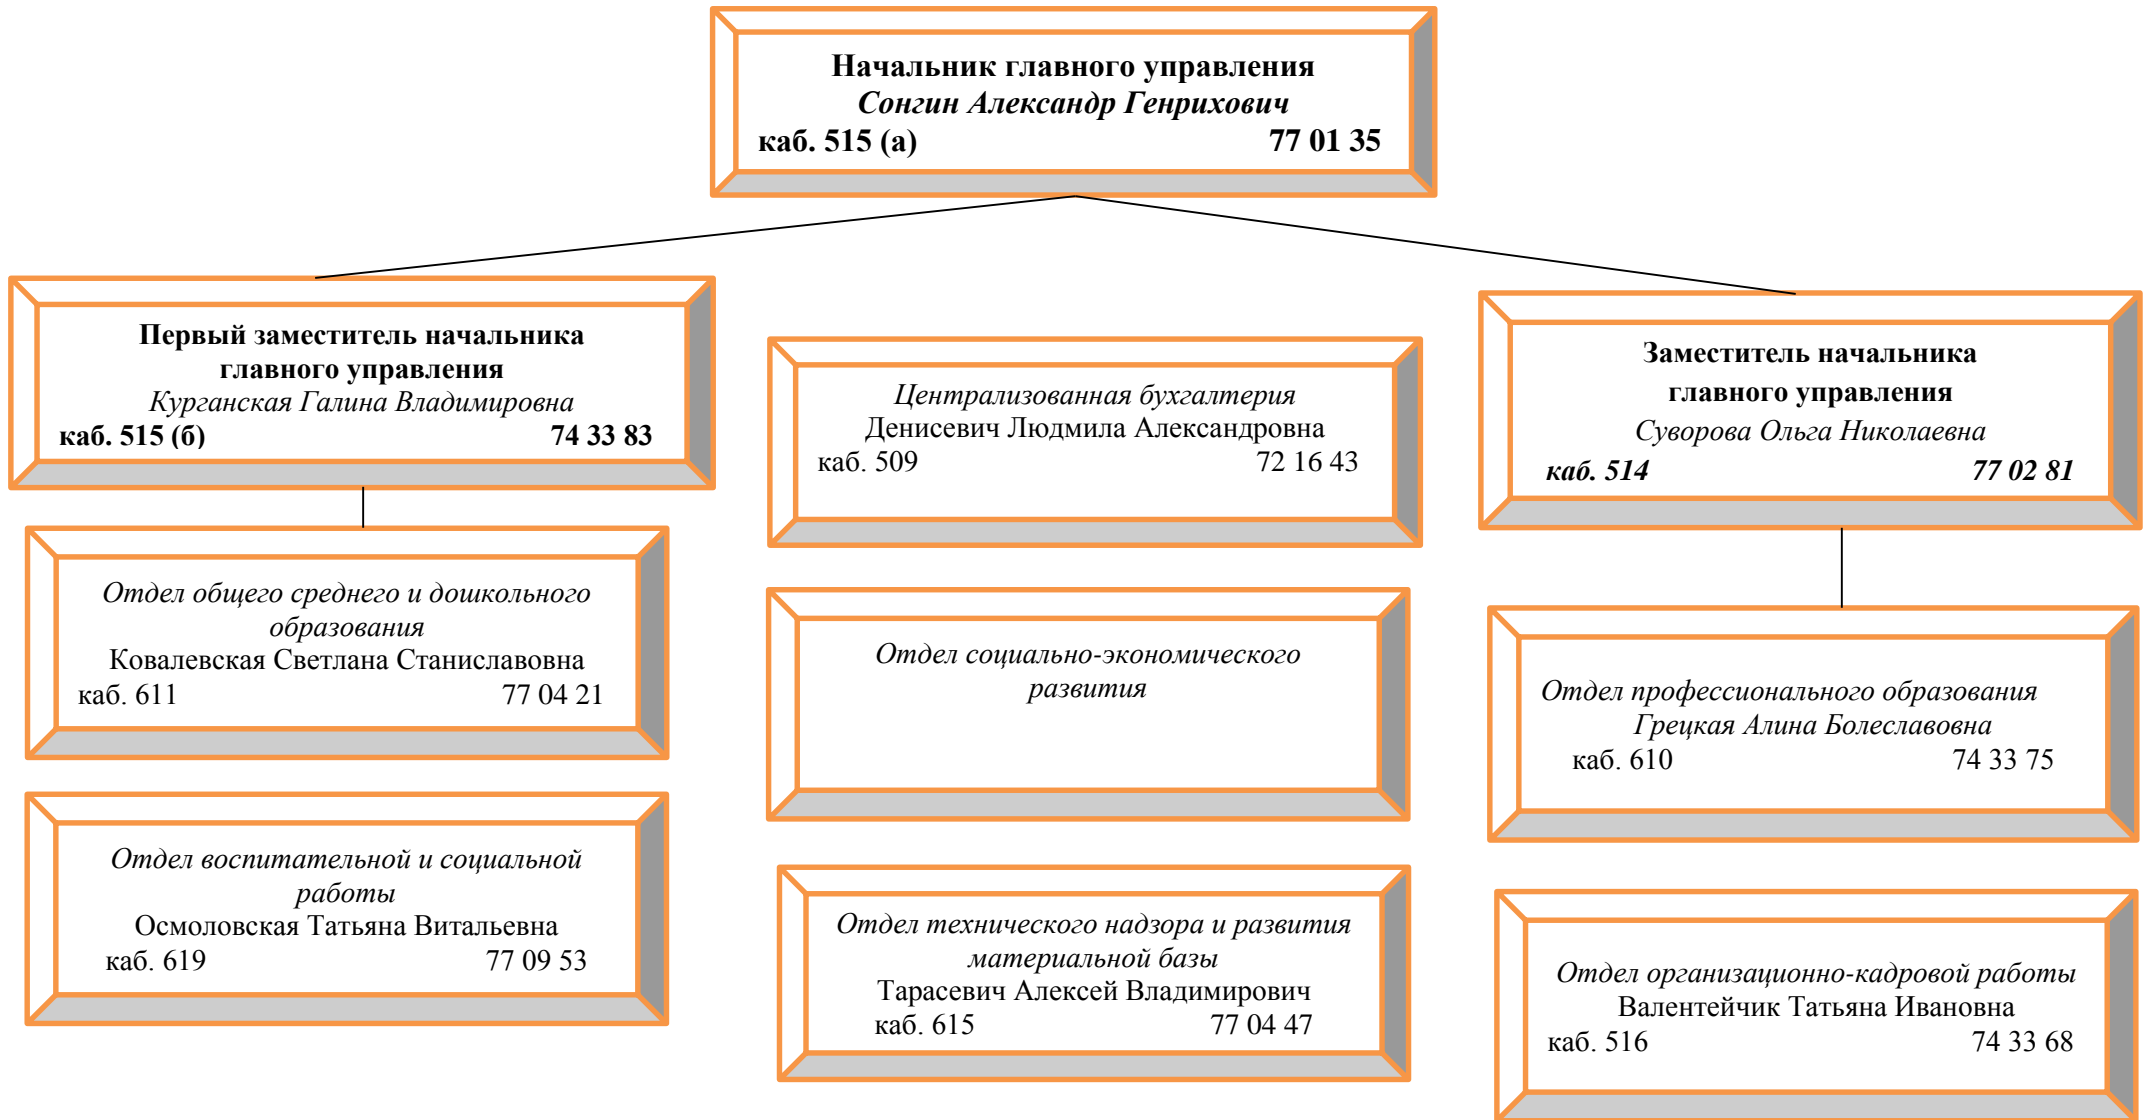 Начальник главного управления
Сонгин Александр Генрихович
каб. 515 (а) 77 01 35
Первый заместитель начальника
главного управления
Курганская Галина Владимировна
каб. 515 (б) 74 33 83
Централизованная бухгалтерия
Денисевич Людмила Александровна
каб. 509 72 16 43
Заместитель начальника
главного управления
Суворова Ольга Николаевна
каб. 514 77 02 81
Отдел общего среднего и дошкольного
образования
Ковалевская Светлана Станиславовна
каб. 611 77 04 21
Отдел социально-экономического
развития
Отдел профессионального образования
Грецкая Алина Болеславовна
каб. 610 74 33 75
Отдел воспитательной и социальной
работы
Осмоловская Татьяна Витальевна
каб. 619 77 09 53
Отдел технического надзора и развития
материальной базы
Тарасевич Алексей Владимирович
каб. 615 77 04 47
Отдел организационно-кадровой работы
Валентейчик Татьяна Ивановна
каб. 516 74 33 68